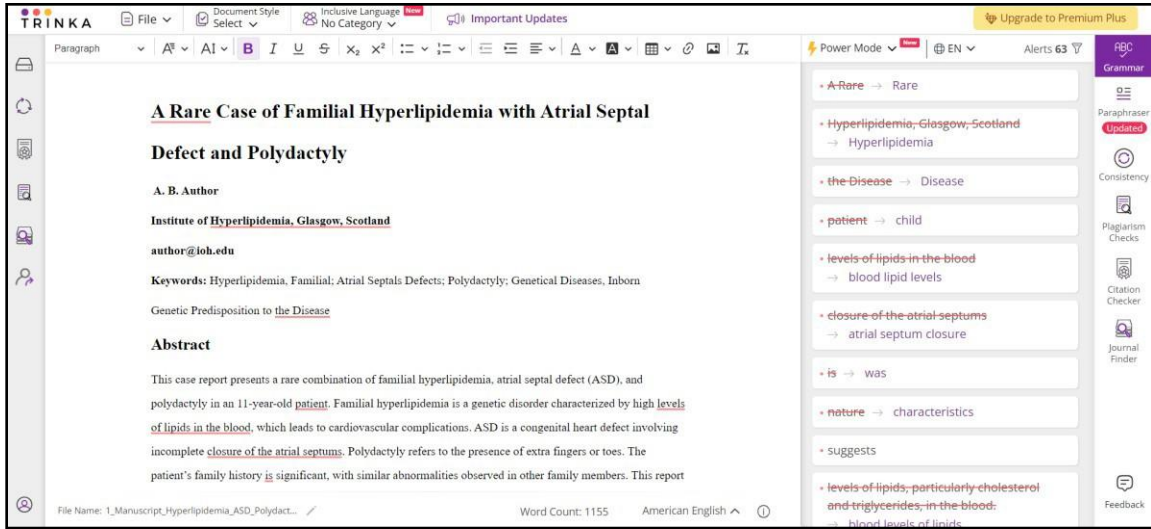 TRINKA
File
Document Style
Select
Inclusive Language New
No Category
Important Updates
Upgrade to Premium Plus
Paragraph
AI
B I U S X₂ X²
A A
Tx
Power Mode New
EN
Alerts 63
ABC
Grammar
A Rare Case of Familial Hyperlipidemia with Atrial Septal
Defect and Polydactyly
A. B. Author
Institute of Hyperlipidemia, Glasgow, Scotland
author@ioh.edu
Keywords: Hyperlipidemia, Familial; Atrial Septals Defects; Polydactyly; Genetical Diseases, Inborn
Genetic Predisposition to the Disease
Abstract
This case report presents a rare combination of familial hyperlipidemia, atrial septal defect (ASD), and
polydactyly in an 11-year-old patient. Familial hyperlipidemia is a genetic disorder characterized by high levels
of lipids in the blood, which leads to cardiovascular complications. ASD is a congenital heart defect involving
incomplete closure of the atrial septums. Polydactyly refers to the presence of extra fingers or toes. The
patient's family history is significant, with similar abnormalities observed in other family members. This report
File Name: 1_Manuscript_Hyperlipidemia_ASD_Polydact...
Word Count: 1155
American English
A Rare → Rare
Hyperlipidemia, Glasgow, Scotland
→ Hyperlipidemia
the Disease → Disease
patient → child
levels of lipids in the blood
→ blood lipid levels
closure of the atrial septums
→ atrial septum closure
is → was
nature → characteristics
suggests
levels of lipids, particularly cholesterol
and triglycerides, in the blood.
→ blood levels of lipids
Paraphraser
Updated
Consistency
Plagiarism
Checks
Citation
Checker
Journal
Finder
Feedback